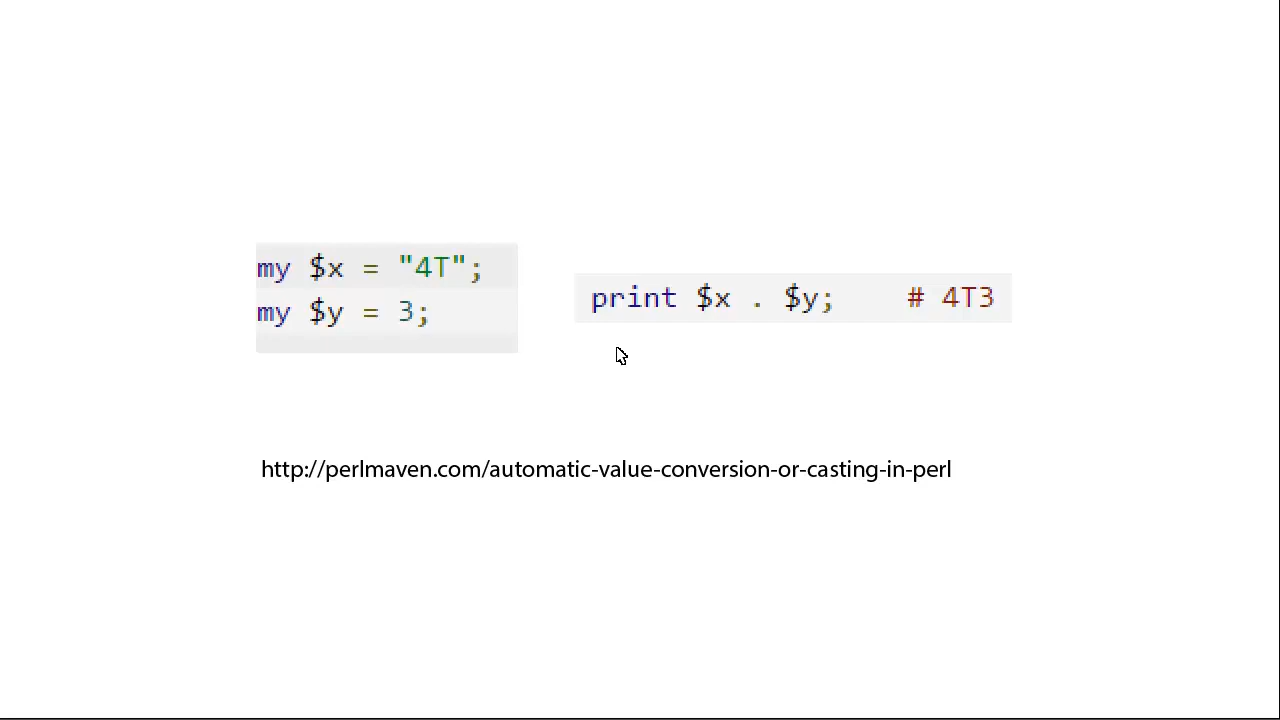 my $x = "4T";
my $y = 3;
print $x . $y;    # 4T3
http://perlmaven.com/automatic-value-conversion-or-casting-in-perl